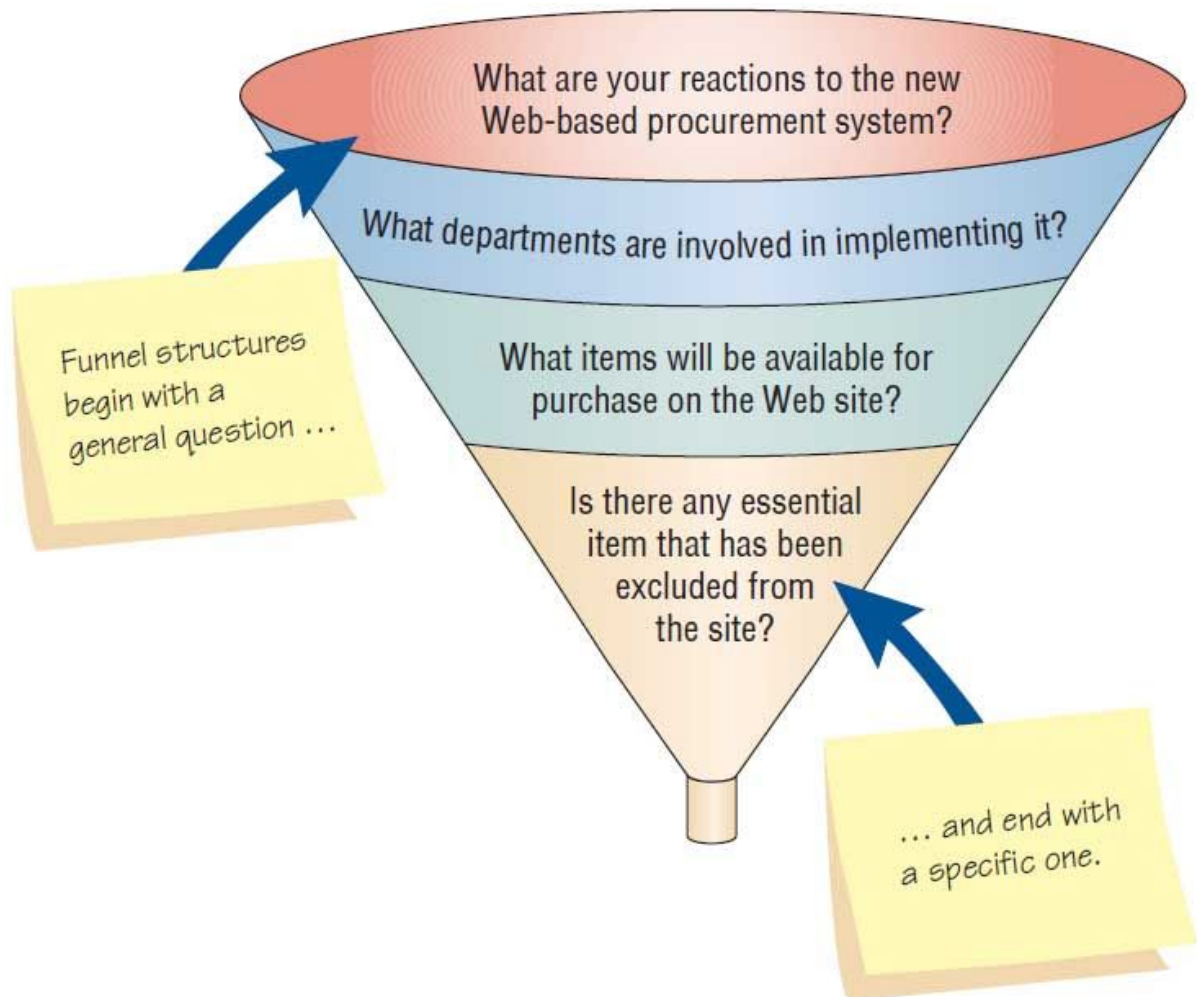 What are your reactions to the new
Web-based procurement system?
What departments are involved in implementing it?
Funnel structures
begin with a
general question ...
What items will be available for
purchase on the Web site?
Is there any essential
item that has been
excluded from
the site?
... and end with
a specific one.